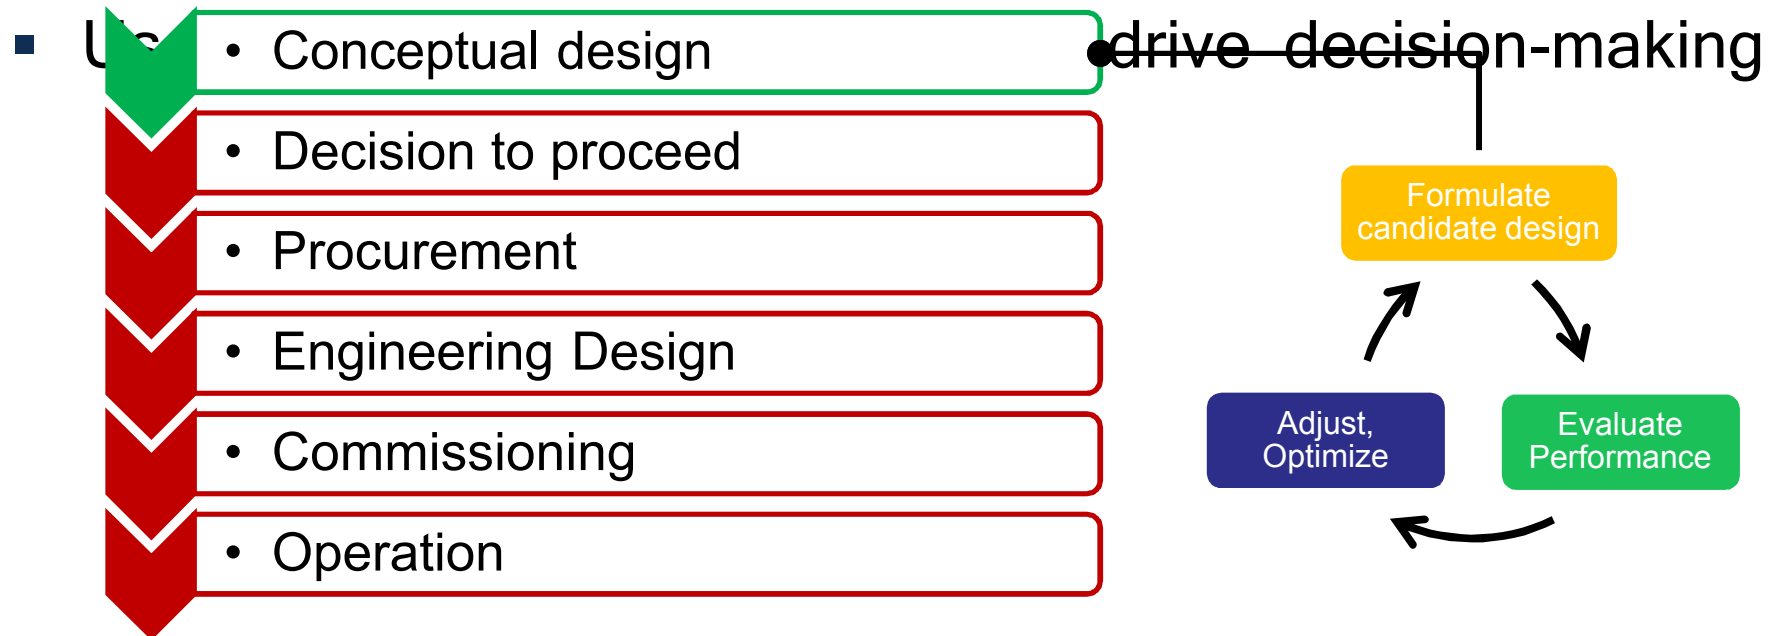 ▪ drive decision-making
• Conceptual design
• Decision to proceed
• Procurement
• Engineering Design
• Commissioning
• Operation
Formulate
candidate design
Evaluate
Performance
Adjust,
Optimize